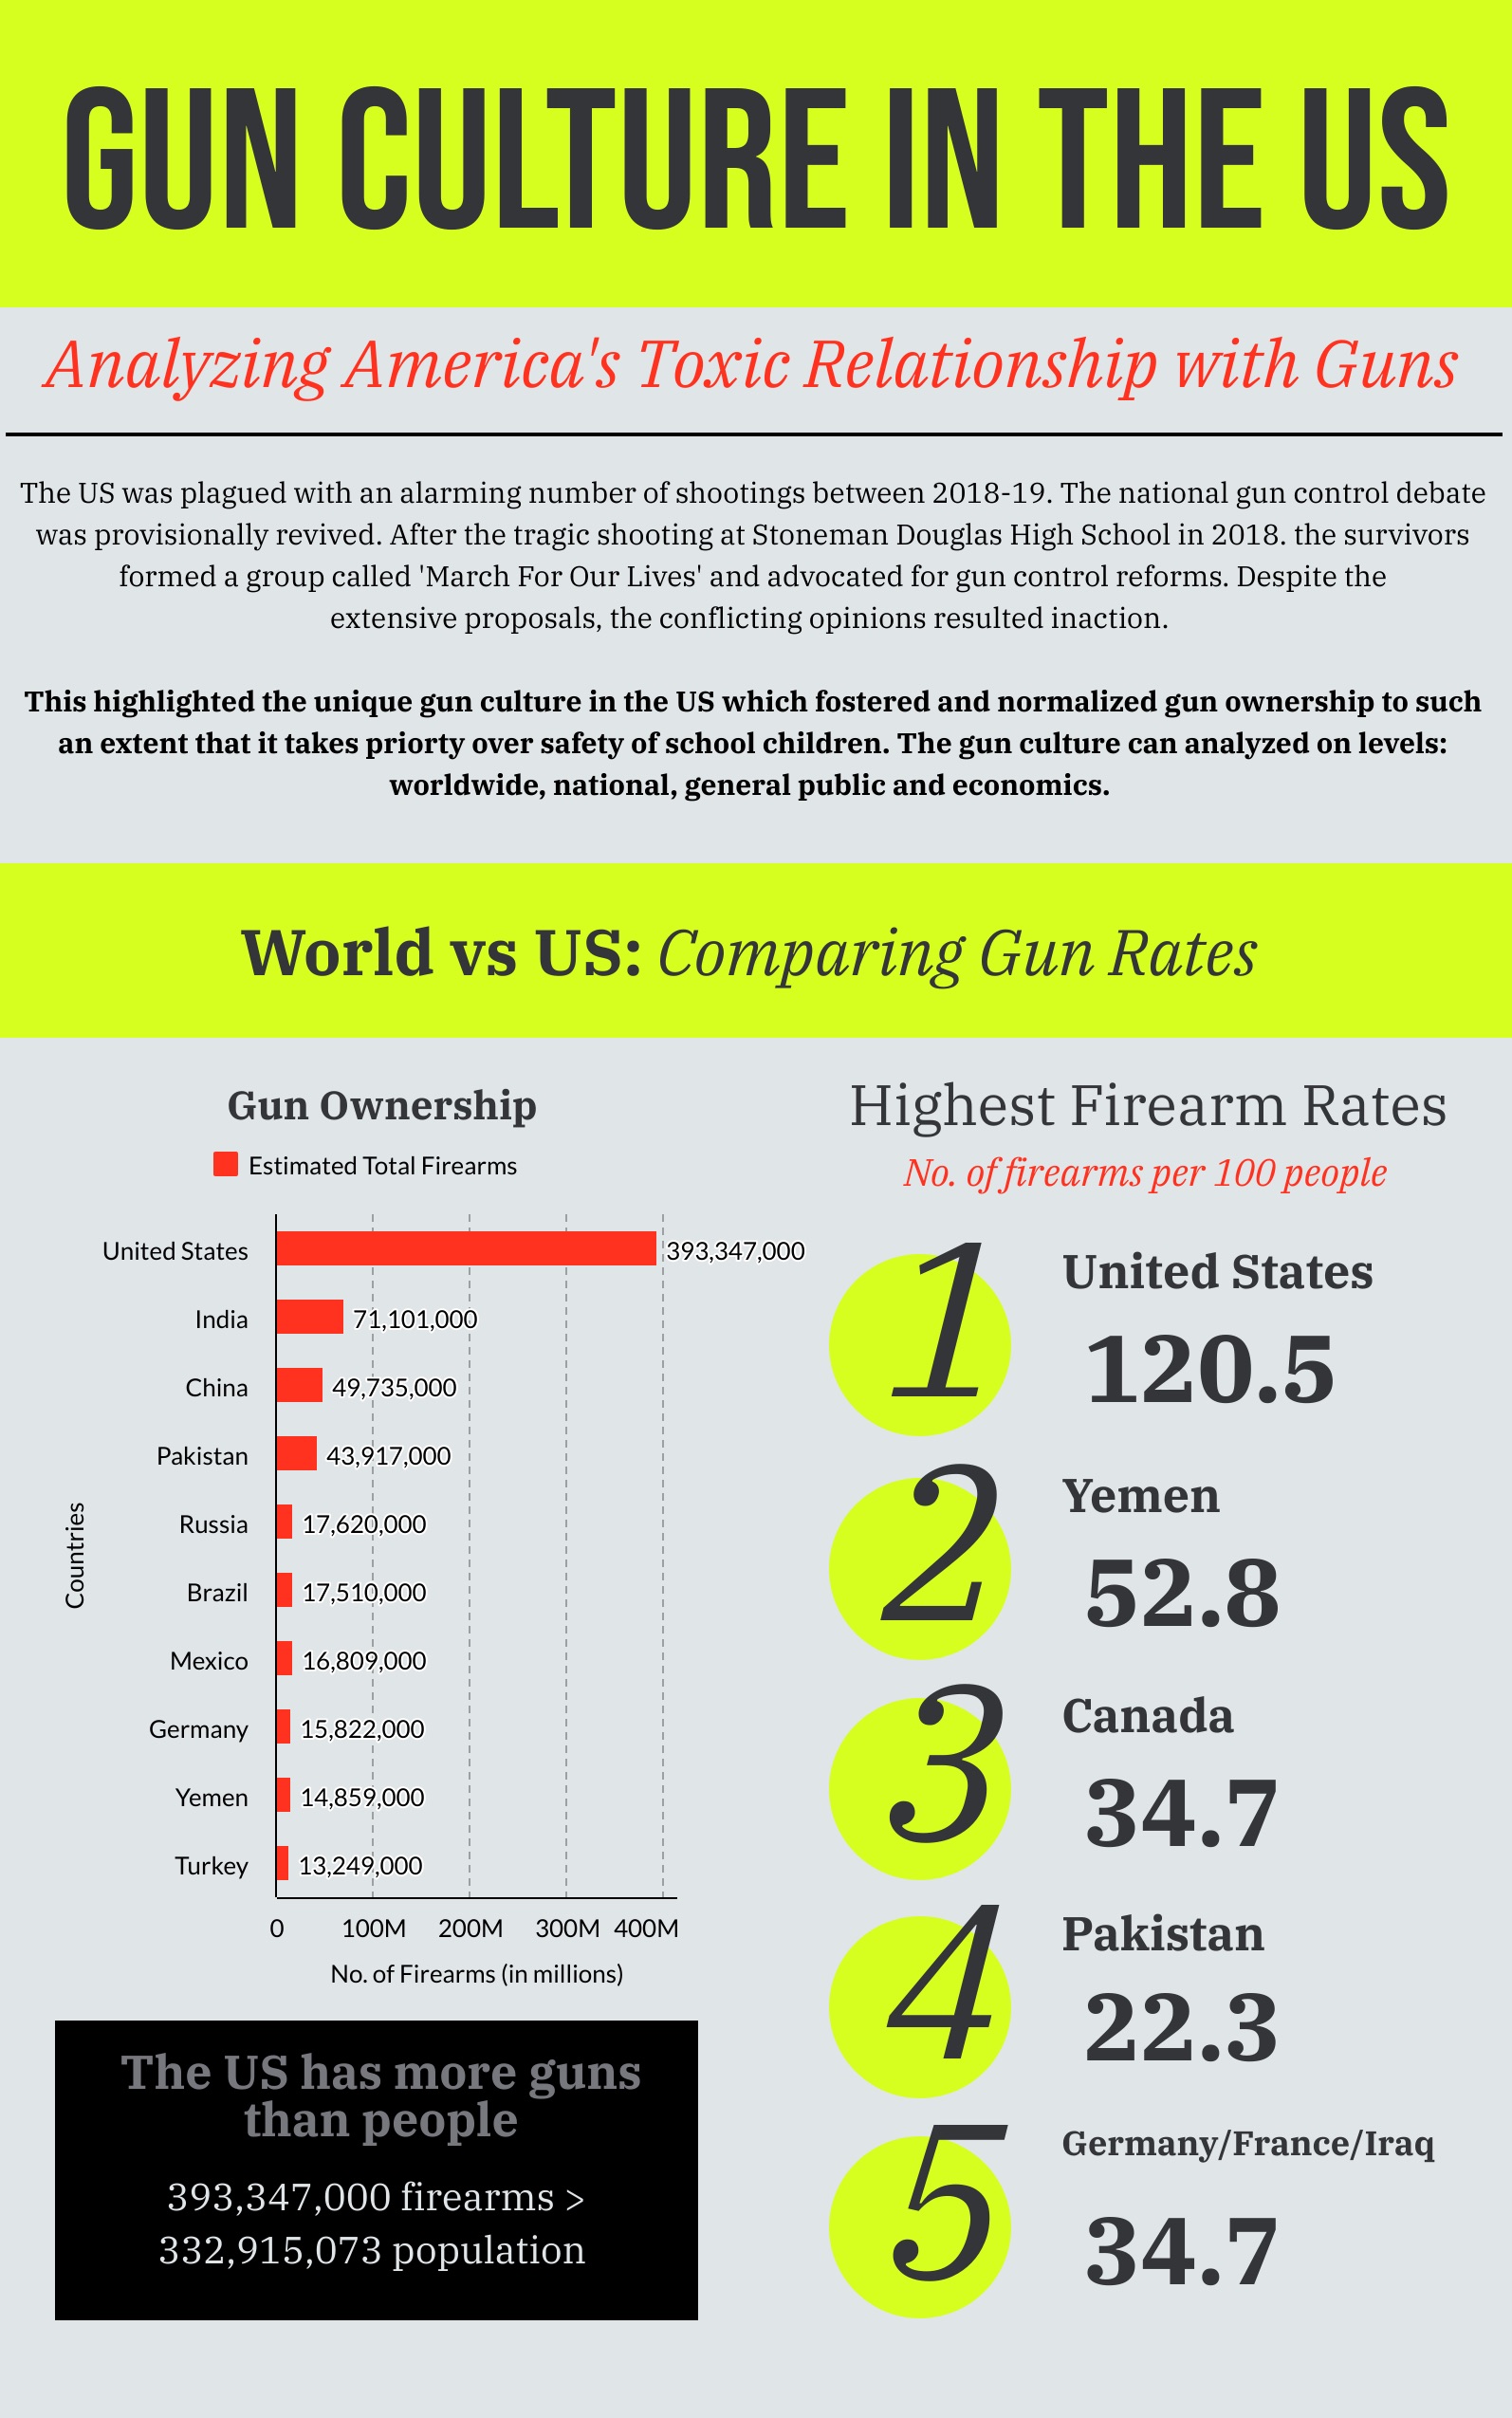 GUN CULTURE IN THE US
Analyzing America's Toxic Relationship with Guns
The US was plagued with an alarming number of shootings between 2018-19. The national gun control debate
was provisionally revived. After the tragic shooting at Stoneman Douglas High School in 2018. the survivors
formed a group called 'March For Our Lives' and advocated for gun control reforms. Despite the
extensive proposals, the conflicting opinions resulted inaction.
This highlighted the unique gun culture in the US which fostered and normalized gun ownership to such
an extent that it takes priorty over safety of school children. The gun culture can analyzed on levels:
worldwide, national, general public and economics.
World vs US: Comparing Gun Rates
Gun Ownership
Estimated Total Firearms
Countries
United States 393,347,000
India 71,101,000
China 49,735,000
Pakistan 43,917,000
Russia 17,620,000
Brazil 17,510,000
Mexico 16,809,000
Germany 15,822,000
Yemen 14,859,000
Turkey 13,249,000
0 100M 200M 300M 400M
No. of Firearms (in millions)
The US has more guns
than people
393,347,000 firearms >
332,915,073 population
Highest Firearm Rates
No. of firearms per 100 people
1 United States
120.5
2 Yemen
52.8
3 Canada
34.7
4 Pakistan
22.3
5 Germany/France/Iraq
34.7